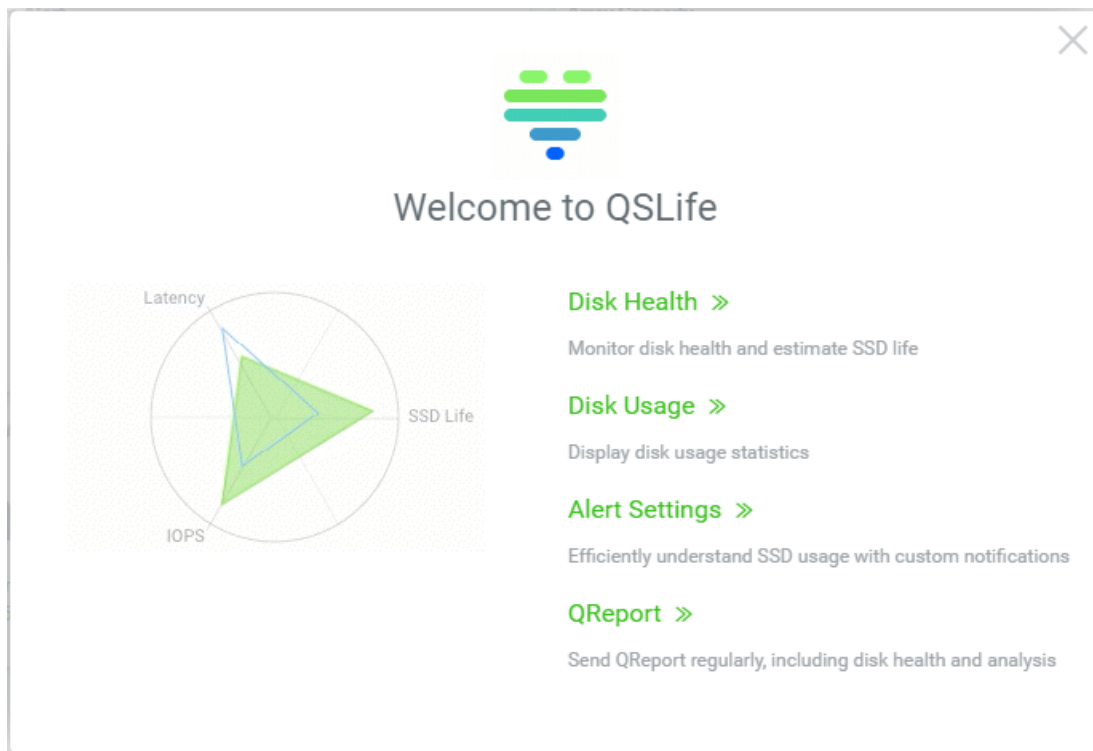 Welcome to QSLife
Latency
SSD Life
IOPS
Disk Health
Monitor disk health and estimate SSD life
Disk Usage
Display disk usage statistics
Alert Settings
Efficiently understand SSD usage with custom notifications
QReport
Send QReport regularly, including disk health and analysis